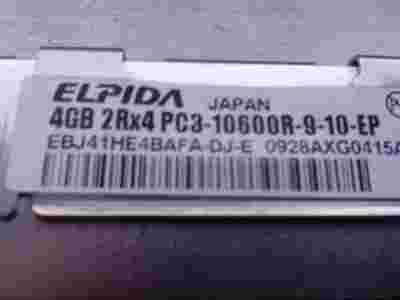 ELPIDA JAPAN
4GB 2Rx4 PC3-10600R-9-10-EP
EBJ41HE4BAFA-DJ-E 0928AXG0415A